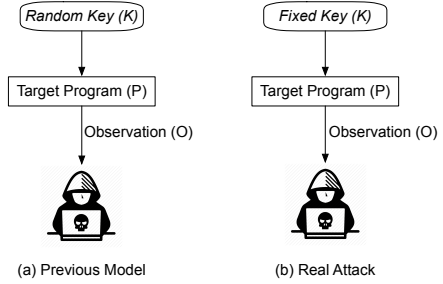 Random Key (K)
Target Program (P)
Observation (O)
(a) Previous Model
Fixed Key (K)
Target Program (P)
Observation (O)
(b) Real Attack